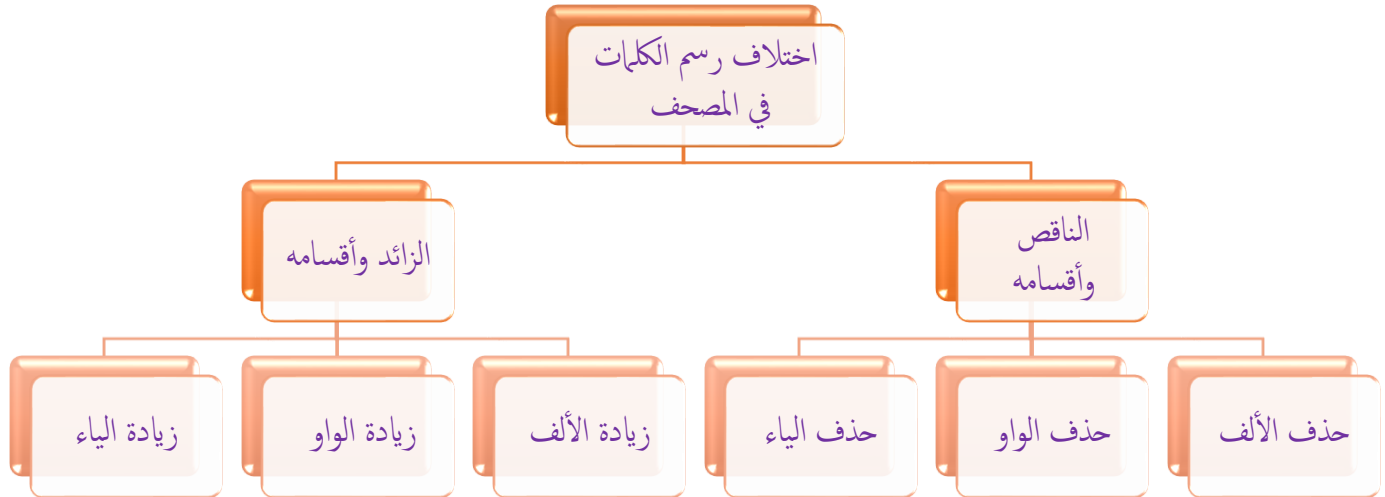 اختلاف رسم الكلمات
في المصحف
الناقص
وأقسامه
الزائد وأقسامه
حذف الألف
حذف الواو
حذف الياء
زيادة الألف
زيادة الواو
زيادة الياء